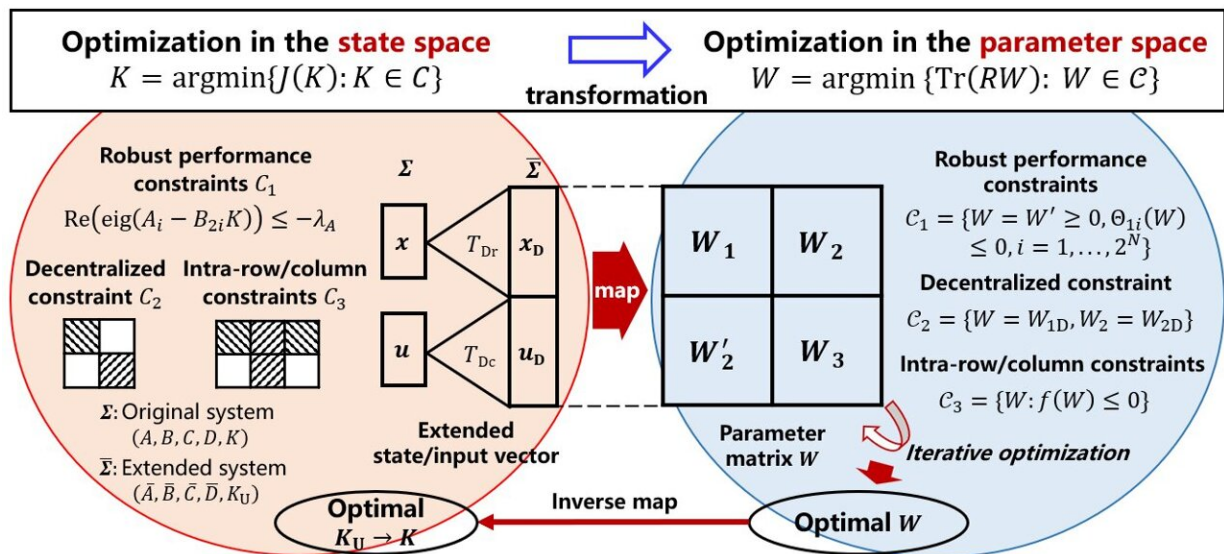 Optimization in the state space
K = argmin{J(K): K ∈ C}
transformation
Optimization in the parameter space
W = argmin {Tr(RW): W ∈ 𝒞}
Robust performance
constraints C₁
Re(eig(Aᵢ − B₂ᵢK)) ≤ −λ_A
Decentralized
constraint C₂
Intra-row/column
constraints C₃
Σ: Original system
(A, B, C, D, K)
Σ̅: Extended system
(A̅, B̅, C̅, D̅, K_U)
Σ
Σ̅
x
T_Dr
x_D
u
T_Dc
u_D
Extended
state/input vector
map
W₁
W₂
W₂′
W₃
Parameter
matrix W
Robust performance
constraints
𝒞₁ = {W = W′ ≥ 0, Θ₁ᵢ(W)
≤ 0, i = 1, . . . , 2ᴺ}
Decentralized constraint
𝒞₂ = {W = W_1D, W₂ = W_2D}
Intra-row/column constraints
𝒞₃ = {W: f(W) ≤ 0}
Iterative optimization
Optimal
K_U → K
Inverse map
Optimal W